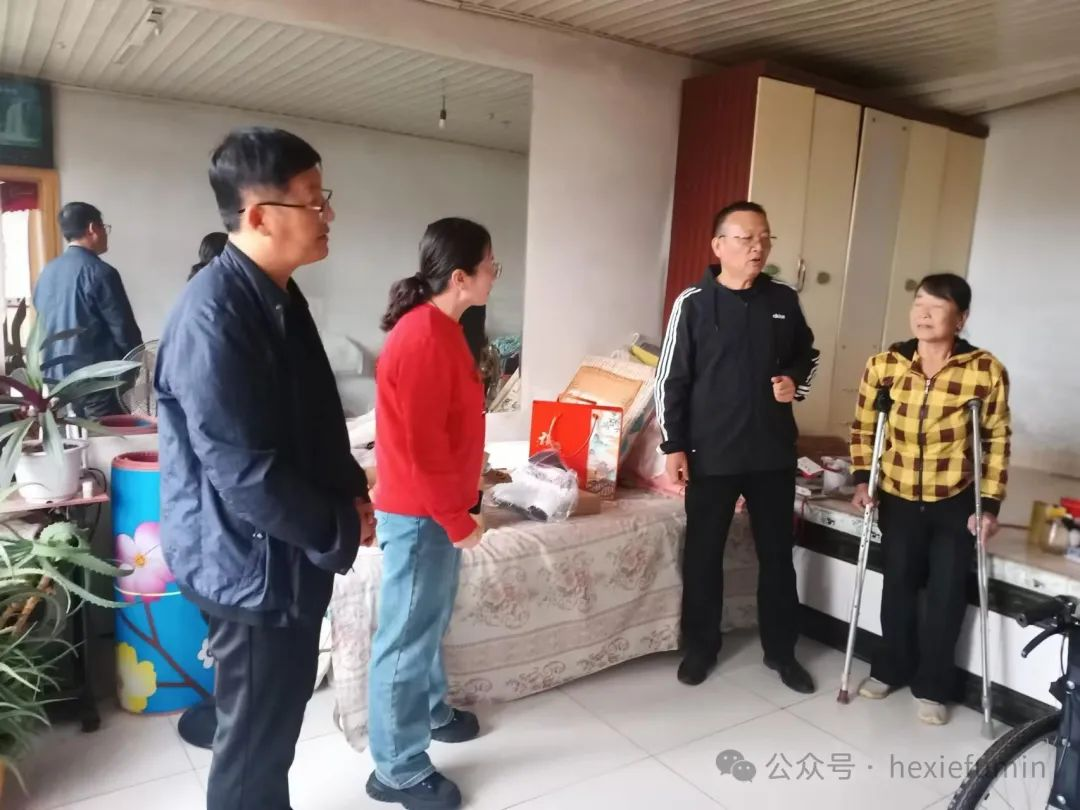 adidas
公众号 · hexiefumin